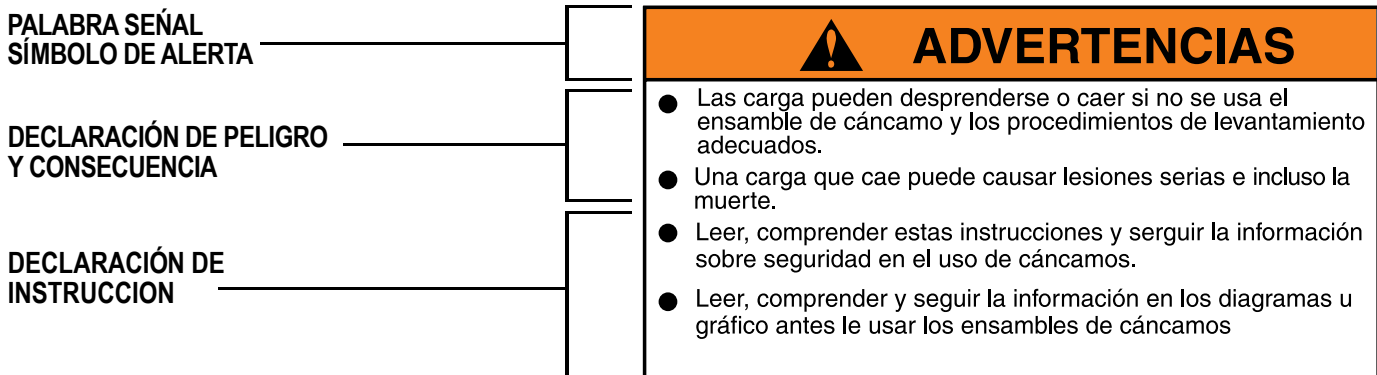 PALABRA SEÑAL
SÍMBOLO DE ALERTA
DECLARACIÓN DE PELIGRO
Y CONSECUENCIA
DECLARACIÓN DE
INSTRUCCION
ADVERTENCIAS
● Las carga pueden desprenderse o caer si no se usa el
ensamble de cáncamo y los procedimientos de levantamiento
adecuados.
● Una carga que cae puede causar lesiones serias e incluso la
muerte.
● Leer, comprender estas instrucciones y serguir la información
sobre seguridad en el uso de cáncamos.
● Leer, comprender y seguir la información en los diagramas u
gráfico antes le usar los ensambles de cáncamos